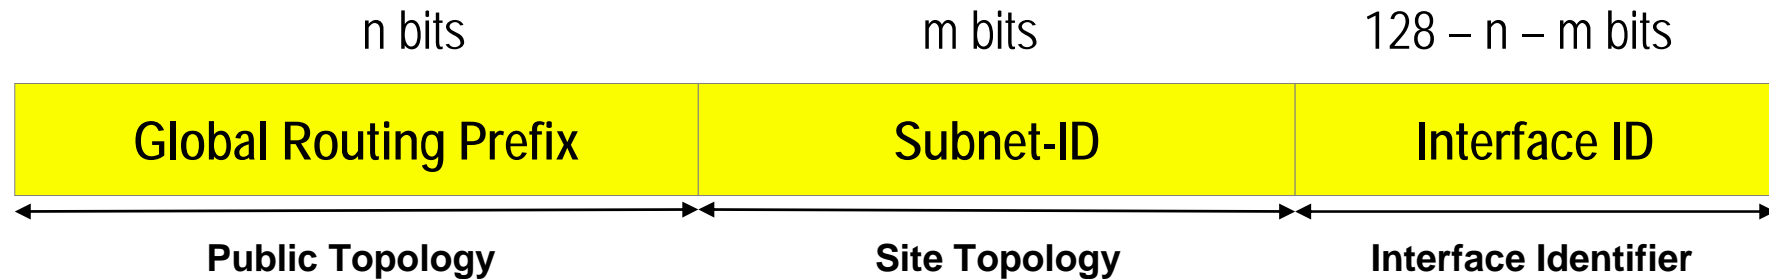 n bits m bits 128 – n – m bits
Global Routing Prefix Subnet-ID Interface ID
Public Topology Site Topology Interface Identifier